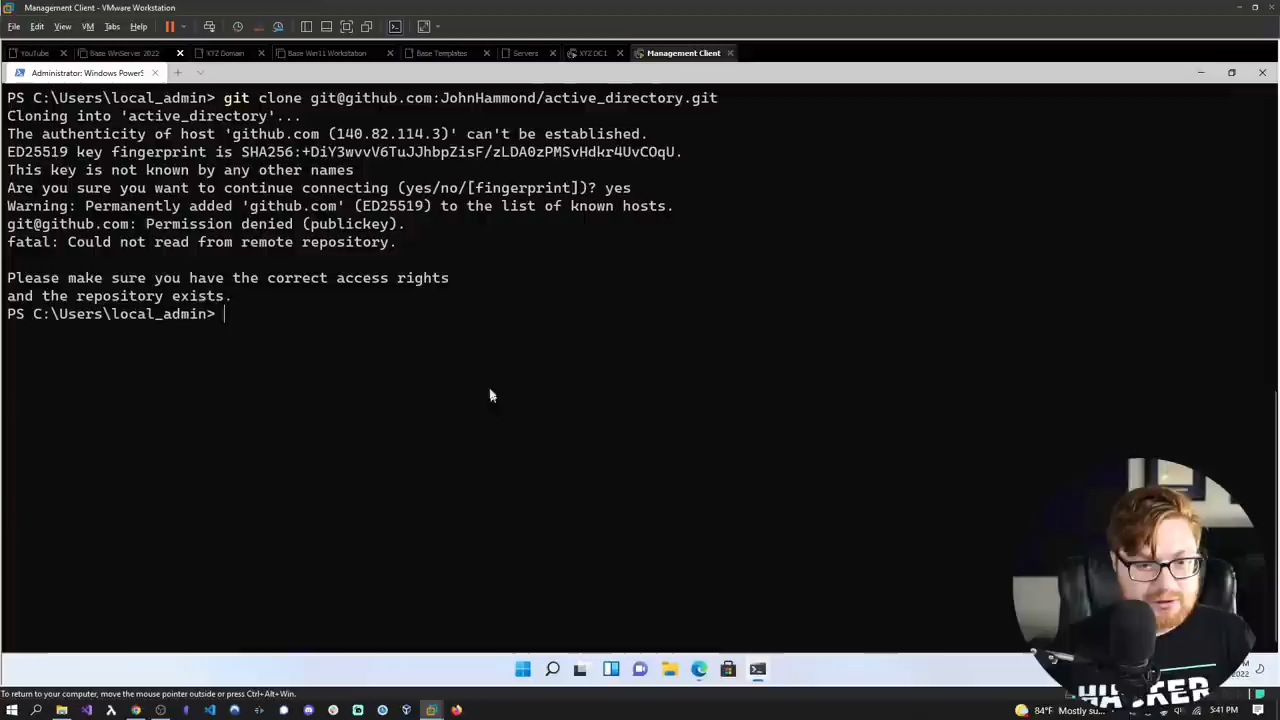 Management Client - VMware Workstation
File Edit View VM Tabs Help
YouTube Base WinServer 2022 XYZ Domain Base Win11 Workstation Base Templates Servers XYZ DC1 Management Client
Administrator: Windows PowerS
PS C:\Users\local_admin> git clone git@github.com:JohnHammond/active_directory.git
Cloning into 'active_directory'...
The authenticity of host 'github.com (140.82.114.3)' can't be established.
ED25519 key fingerprint is SHA256:+DiY3wvvV6TuJJhbpZisF/zLDA0zPMSvHdkr4UvCOqU.
This key is not known by any other names
Are you sure you want to continue connecting (yes/no/[fingerprint])? yes
Warning: Permanently added 'github.com' (ED25519) to the list of known hosts.
git@github.com: Permission denied (publickey).
fatal: Could not read from remote repository.
Please make sure you have the correct access rights
and the repository exists.
PS C:\Users\local_admin>
HACKER
To return to your computer, move the mouse pointer outside or press Ctrl+Alt+Win.
84°F Mostly su... 5:41 PM